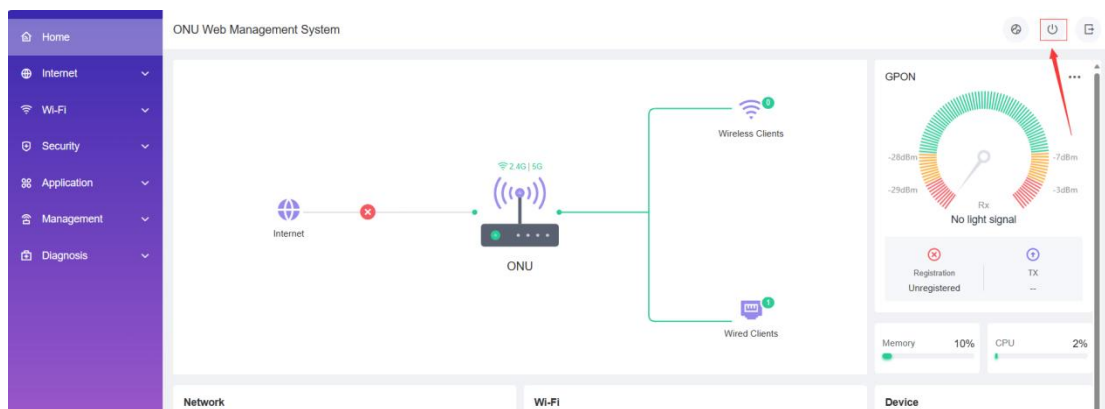 Home
Internet
Wi-Fi
Security
Application
Management
Diagnosis
ONU Web Management System
Wireless Clients
0
2.4G | 5G
Internet
ONU
1
Wired Clients
GPON
-28dBm
-7dBm
-29dBm
-3dBm
Rx
No light signal
Registration
TX
Unregistered
--
Memory
10%
CPU
2%
Network
Wi-Fi
Device